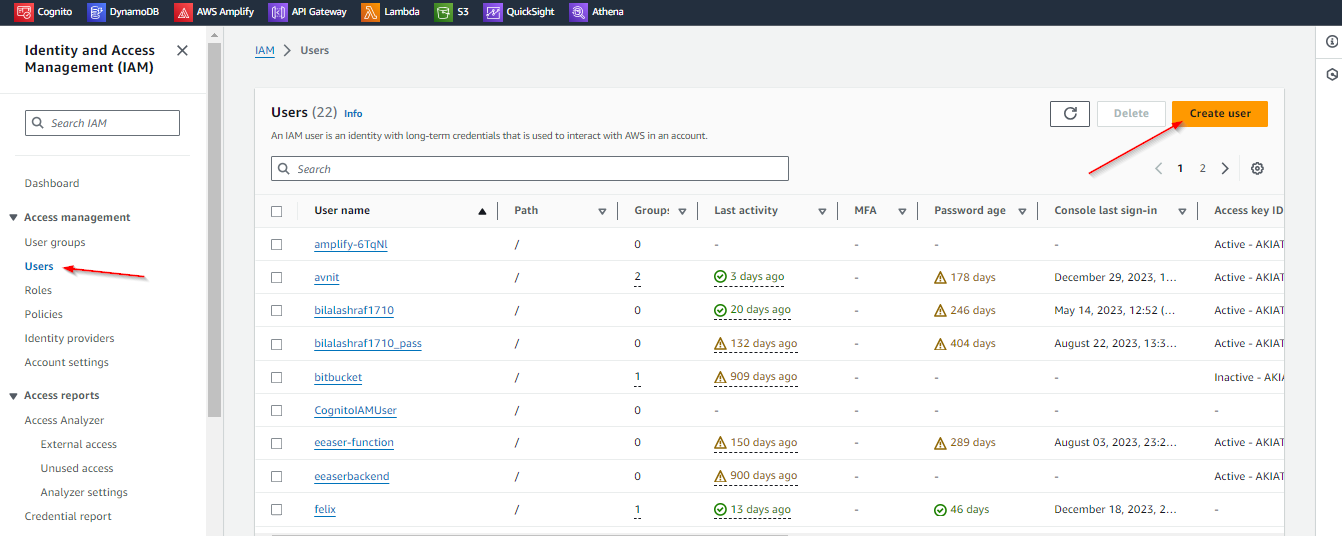 Cognito DynamoDB AWS Amplify API Gateway Lambda S3 QuickSight Athena
Identity and Access
Management (IAM)
Search IAM
Dashboard
Access management
User groups
Users
Roles
Policies
Identity providers
Account settings
Access reports
Access Analyzer
External access
Unused access
Analyzer settings
Credential report
IAM > Users
Users (22) Info
Delete
Create user
An IAM user is an identity with long-term credentials that is used to interact with AWS in an account.
Search
1 2
User name Path Groups Last activity MFA Password age Console last sign-in Access key ID
amplify-6TqNl / 0 - - - - Active - AKIAT
avnit / 2 3 days ago - 178 days December 29, 2023, 1... Active - AKIAT
bilalashraf1710 / 0 20 days ago - 246 days May 14, 2023, 12:52 (... Active - AKIAT
bilalashraf1710_pass / 0 132 days ago - 404 days August 22, 2023, 13:3... Active - AKIAT
bitbucket / 1 909 days ago - - - Inactive - AKI
CognitoIAMUser / 0 - - - - -
eeaser-function / 0 150 days ago - 289 days August 03, 2023, 23:2... Active - AKIAT
eeaserbackend / 0 900 days ago - - - Active - AKIAT
felix / 1 13 days ago - 46 days December 18, 2023, 2... -